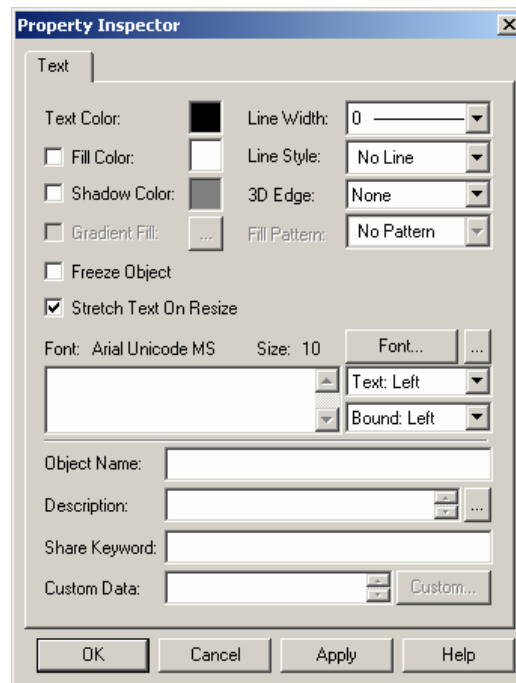 Property Inspector
Text
Text Color: Line Width: 0
Fill Color: Line Style: No Line
Shadow Color: 3D Edge: None
Gradient Fill: ... Fill Pattern: No Pattern
Freeze Object
Stretch Text On Resize
Font: Arial Unicode MS Size: 10 Font... ...
Text: Left
Bound: Left
Object Name:
Description: ...
Share Keyword:
Custom Data: Custom...
OK Cancel Apply Help